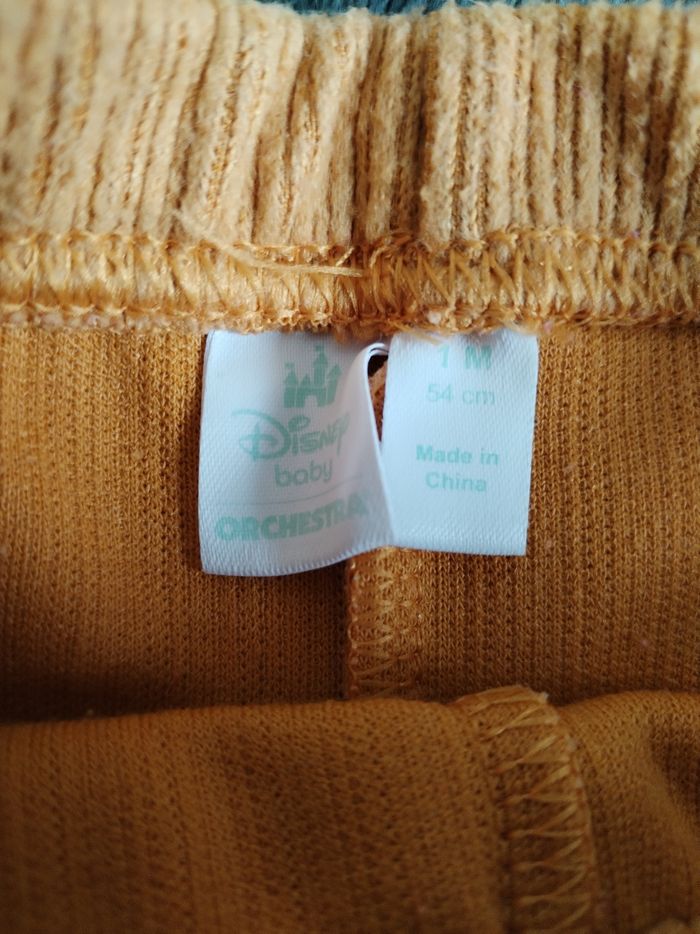 Disney
baby
ORCHESTRA
1 M
54 cm
Made in
China